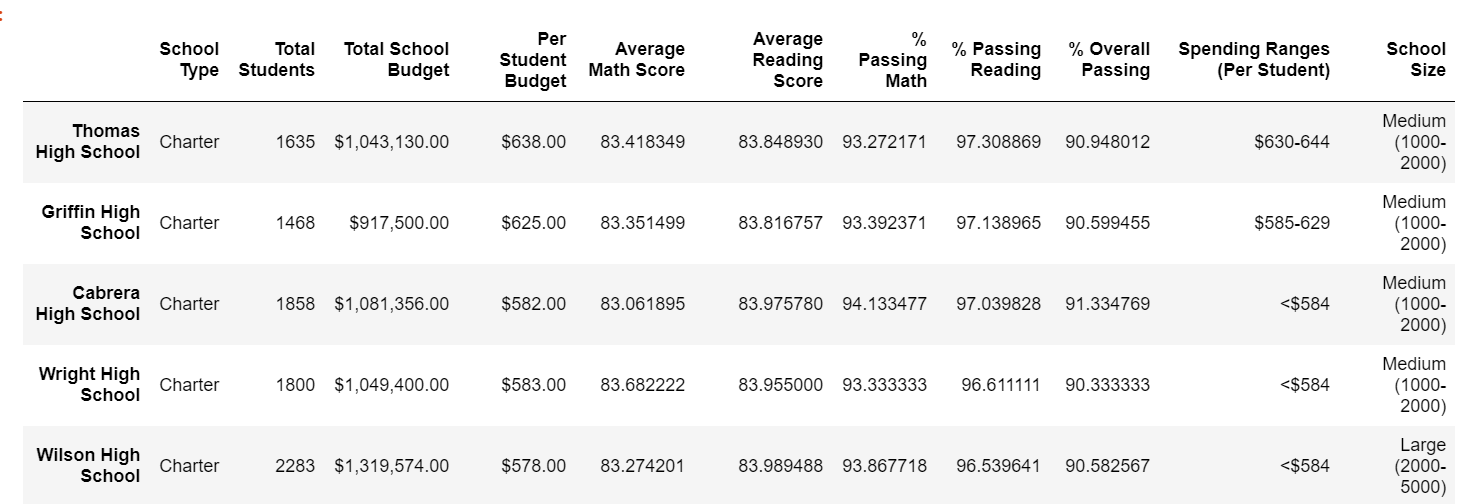 :
School Type Total Students Total School Budget Per Student Budget Average Math Score Average Reading Score % Passing Math % Passing Reading % Overall Passing Spending Ranges (Per Student) School Size
Thomas High School Charter 1635 $1,043,130.00 $638.00 83.418349 83.848930 93.272171 97.308869 90.948012 $630-644 Medium (1000-2000)
Griffin High School Charter 1468 $917,500.00 $625.00 83.351499 83.816757 93.392371 97.138965 90.599455 $585-629 Medium (1000-2000)
Cabrera High School Charter 1858 $1,081,356.00 $582.00 83.061895 83.975780 94.133477 97.039828 91.334769 <$584 Medium (1000-2000)
Wright High School Charter 1800 $1,049,400.00 $583.00 83.682222 83.955000 93.333333 96.611111 90.333333 <$584 Medium (1000-2000)
Wilson High School Charter 2283 $1,319,574.00 $578.00 83.274201 83.989488 93.867718 96.539641 90.582567 <$584 Large (2000-5000)